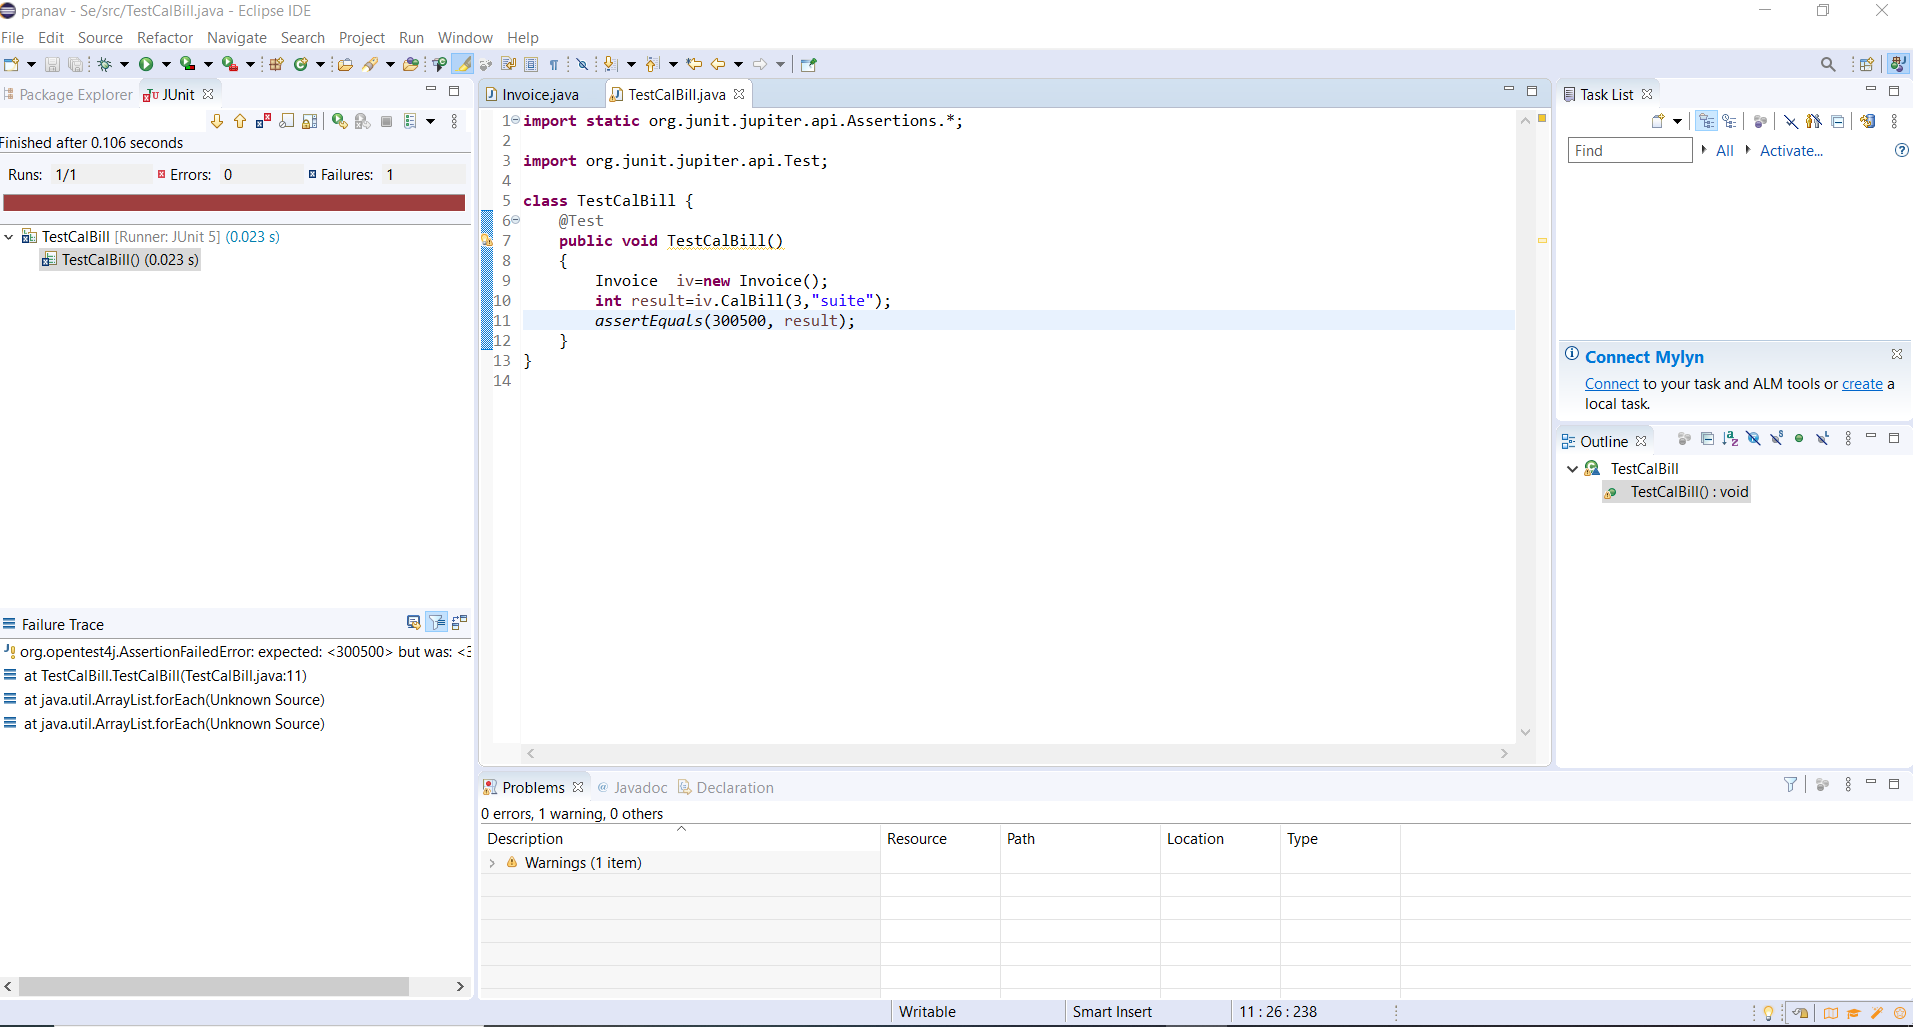 pranav - Se/src/TestCalBill.java - Eclipse IDE
File Edit Source Refactor Navigate Search Project Run Window Help
Package Explorer JUnit
Finished after 0.106 seconds
Runs: 1/1 Errors: 0 Failures: 1
TestCalBill [Runner: JUnit 5] (0.023 s)
TestCalBill() (0.023 s)
Failure Trace
org.opentest4j.AssertionFailedError: expected: <300500> but was: <3
at TestCalBill.TestCalBill(TestCalBill.java:11)
at java.util.ArrayList.forEach(Unknown Source)
at java.util.ArrayList.forEach(Unknown Source)
Invoice.java TestCalBill.java
1 import static org.junit.jupiter.api.Assertions.*;
2
3 import org.junit.jupiter.api.Test;
4
5 class TestCalBill {
6 @Test
7 public void TestCalBill()
8 {
9 Invoice  iv=new Invoice();
10 int result=iv.CalBill(3,"suite");
11 assertEquals(300500, result);
12 }
13 }
14
Problems @ Javadoc Declaration
0 errors, 1 warning, 0 others
Description Resource Path Location Type
Warnings (1 item)
Task List
Find All Activate...
Connect Mylyn
Connect to your task and ALM tools or create a
local task.
Outline
TestCalBill
TestCalBill() : void
Writable Smart Insert 11 : 26 : 238